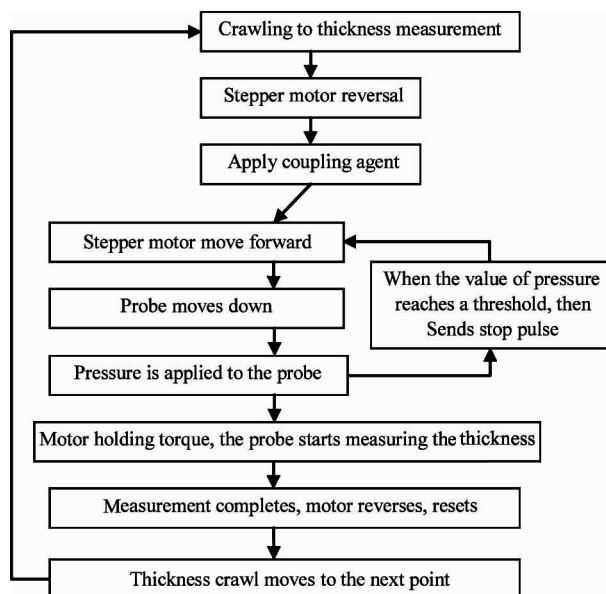 Crawling to thickness measurement
Stepper motor reversal
Apply coupling agent
Stepper motor move forward
When the value of pressure
reaches a threshold, then
Sends stop pulse
Probe moves down
Pressure is applied to the probe
Motor holding torque, the probe starts measuring the thickness
Measurement completes, motor reverses, resets
Thickness crawl moves to the next point